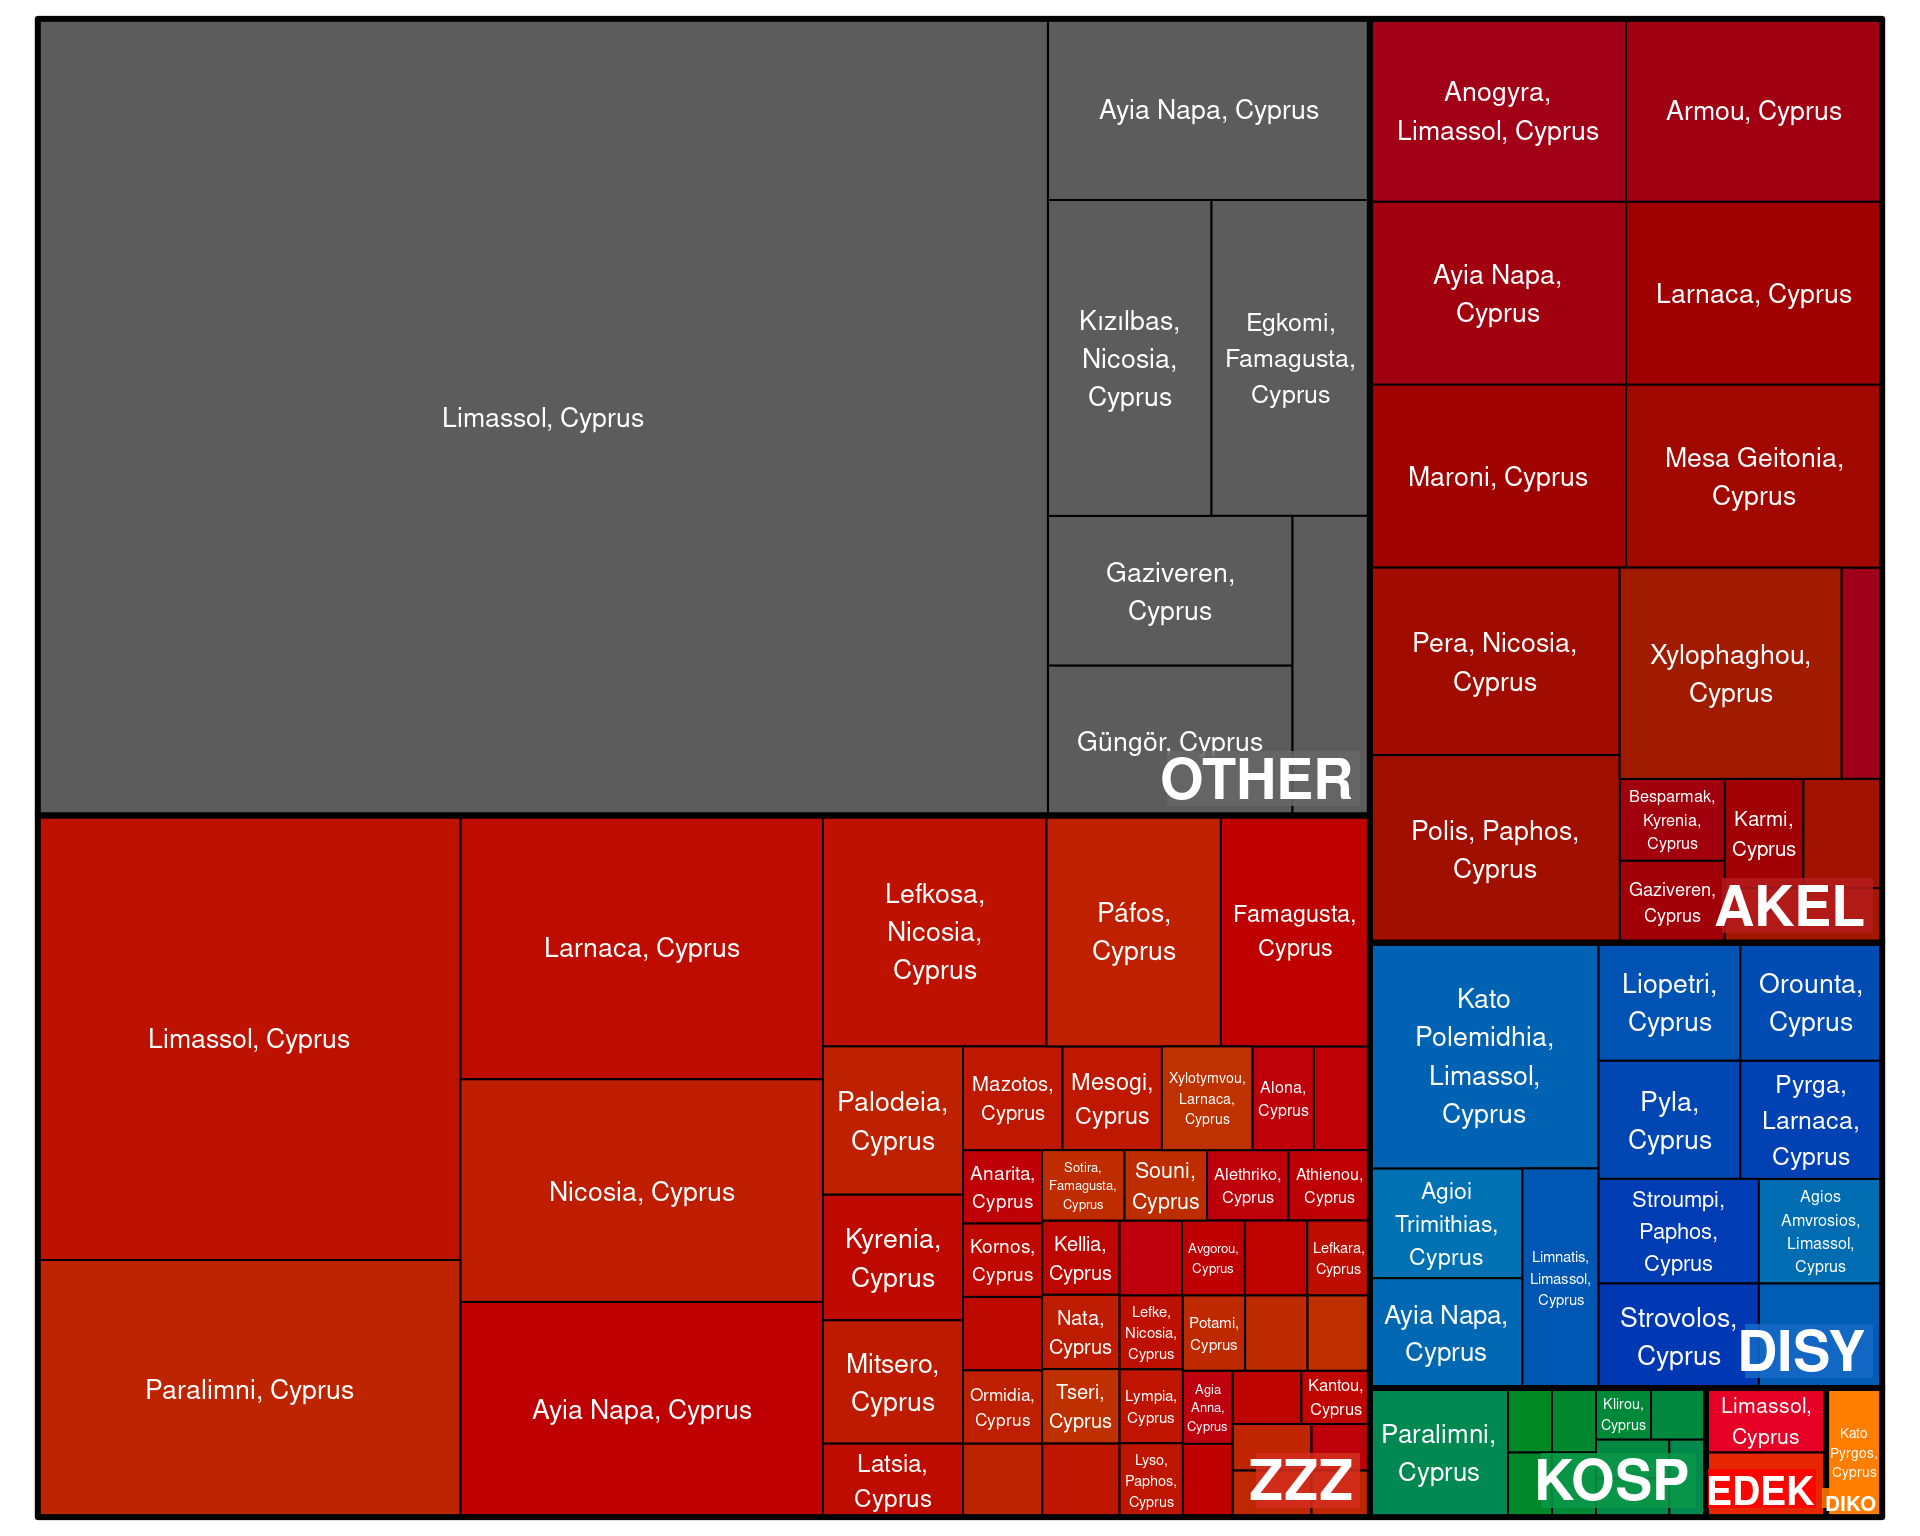 Limassol, Cyprus
Ayia Napa, Cyprus
Kızılbas,
Nicosia,
Cyprus
Egkomi,
Famagusta,
Cyprus
Gaziveren,
Cyprus
Güngör, Cyprus
OTHER
Anogyra,
Limassol, Cyprus
Armou, Cyprus
Ayia Napa,
Cyprus
Larnaca, Cyprus
Maroni, Cyprus
Mesa Geitonia,
Cyprus
Pera, Nicosia,
Cyprus
Xylophaghou,
Cyprus
Polis, Paphos,
Cyprus
Besparmak,
Kyrenia,
Cyprus
Karmi,
Cyprus
Gaziveren,
Cyprus
AKEL
Limassol, Cyprus
Larnaca, Cyprus
Lefkosa,
Nicosia,
Cyprus
Páfos,
Cyprus
Famagusta,
Cyprus
Nicosia, Cyprus
Paralimni, Cyprus
Ayia Napa, Cyprus
Palodeia,
Cyprus
Mazotos,
Cyprus
Mesogi,
Cyprus
Xylotymvou,
Larnaca,
Cyprus
Alona,
Cyprus
Anarita,
Cyprus
Sotira,
Famagusta,
Cyprus
Souni,
Cyprus
Alethriko,
Cyprus
Athienou,
Cyprus
Kyrenia,
Cyprus
Kornos,
Cyprus
Kellia,
Cyprus
Avgorou,
Cyprus
Lefkara,
Cyprus
Nata,
Cyprus
Lefke,
Nicosia,
Cyprus
Potami,
Cyprus
Mitsero,
Cyprus
Ormidia,
Cyprus
Tseri,
Cyprus
Lympia,
Cyprus
Agia
Anna,
Cyprus
Kantou,
Cyprus
Latsia,
Cyprus
Lyso,
Paphos,
Cyprus
ZZZ
Kato
Polemidhia,
Limassol,
Cyprus
Liopetri,
Cyprus
Orounta,
Cyprus
Pyla,
Cyprus
Pyrga,
Larnaca,
Cyprus
Agioi
Trimithias,
Cyprus
Limnatis,
Limassol,
Cyprus
Stroumpi,
Paphos,
Cyprus
Agios
Amvrosios,
Limassol,
Cyprus
Ayia Napa,
Cyprus
Strovolos,
Cyprus
DISY
Paralimni,
Cyprus
Klirou,
Cyprus
KOSP
Limassol,
Cyprus
EDEK
Kato
Pyrgos,
Cyprus
DIKO